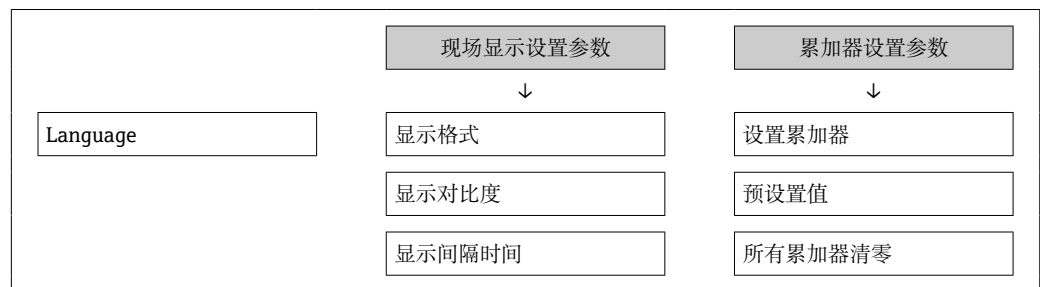 现场显示设置参数 累加器设置参数
↓ ↓
Language 显示格式 设置累加器
显示对比度 预设置值
显示间隔时间 所有累加器清零